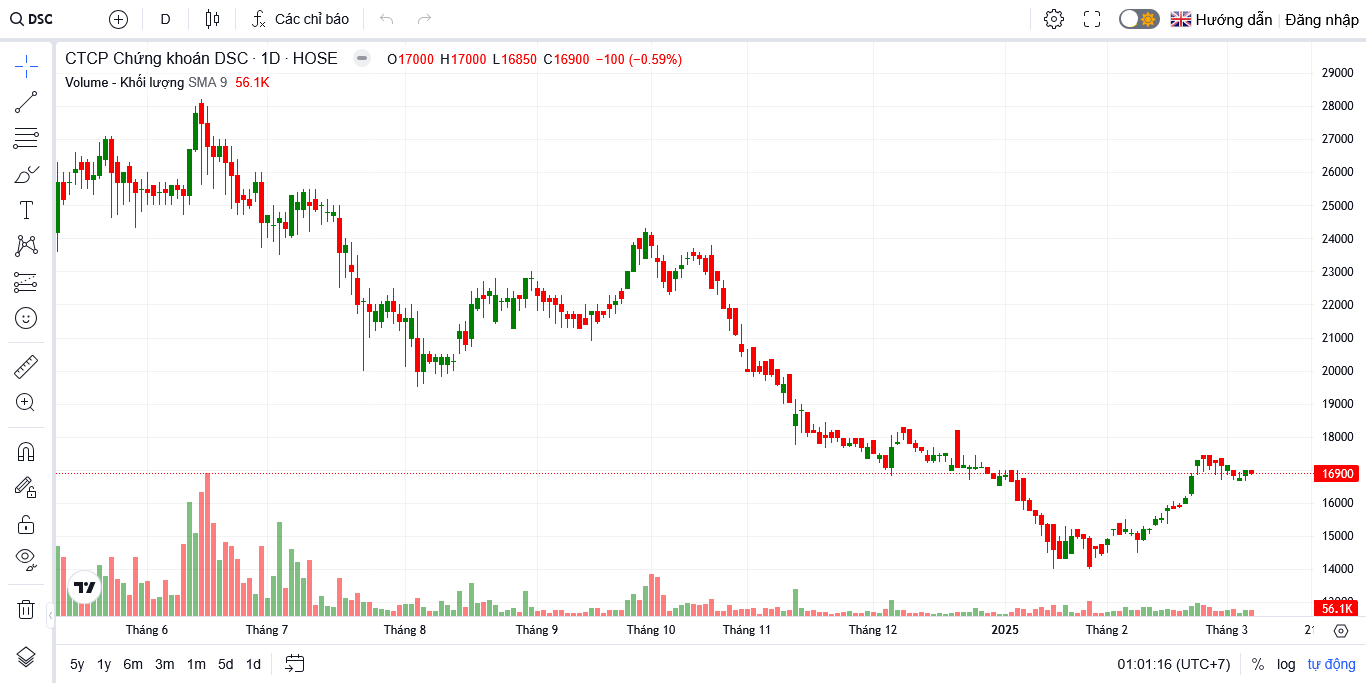 DSC D Các chỉ báo Hướng dẫn Đăng nhập
CTCP Chứng khoán DSC · 1D · HOSE O17000 H17000 L16850 C16900 −100 (−0.59%)
Volume - Khối lượng SMA 9 56.1K
29000
28000
27000
26000
25000
24000
23000
22000
21000
20000
19000
18000
16900
16000
15000
14000
56.1K
Tháng 6 Tháng 7 Tháng 8 Tháng 9 Tháng 10 Tháng 11 Tháng 12 2025 Tháng 2 Tháng 3
5y 1y 6m 3m 1m 5d 1d 01:01:16 (UTC+7) % log tự động